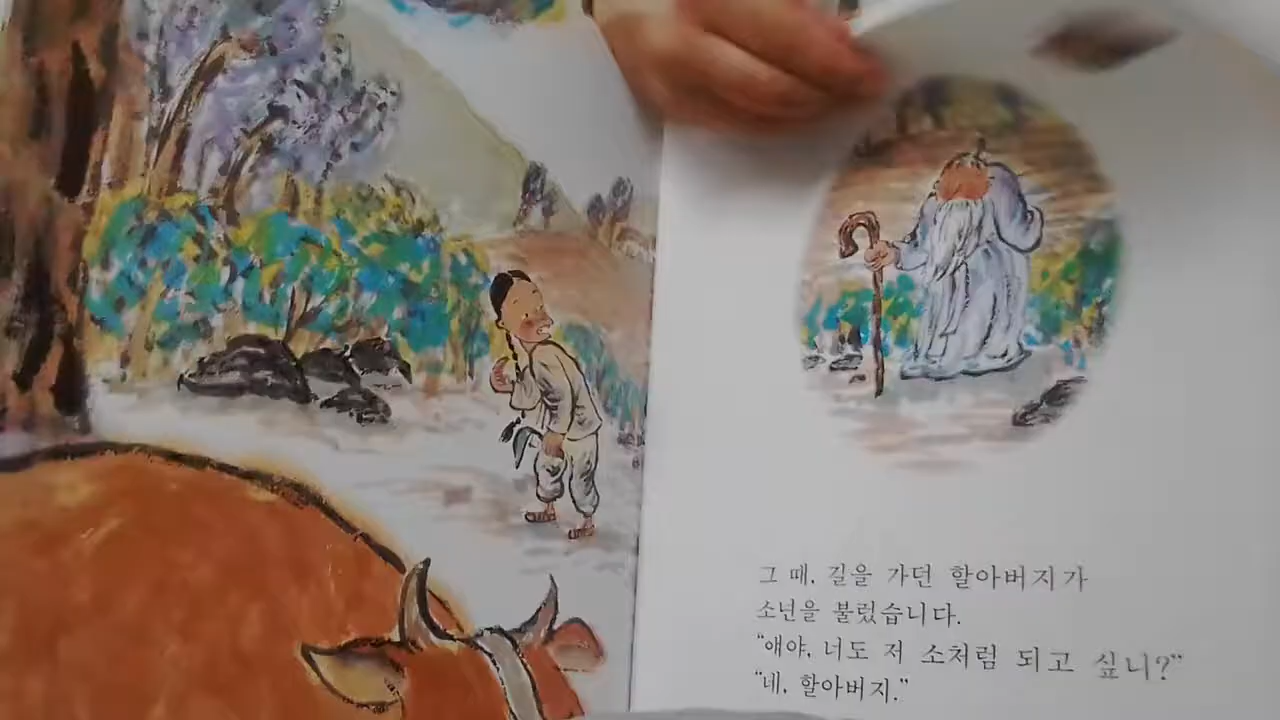 그 때, 길을 가던 할아버지가
소년을 불렀습니다.
"얘야, 너도 저 소처럼 되고 싶니?"
"네, 할아버지."